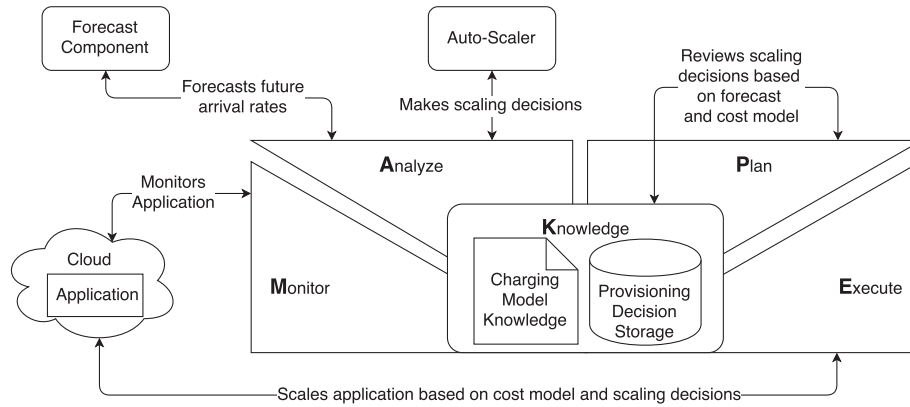 Forecast
Component
Auto-Scaler
Forecasts future
arrival rates
Makes scaling decisions
Reviews scaling
decisions based
on forecast
and cost model
Analyze
Plan
Monitors
Application
Knowledge
Cloud
Application
Monitor
Charging
Model
Knowledge
Provisioning
Decision
Storage
Execute
Scales application based on cost model and scaling decisions